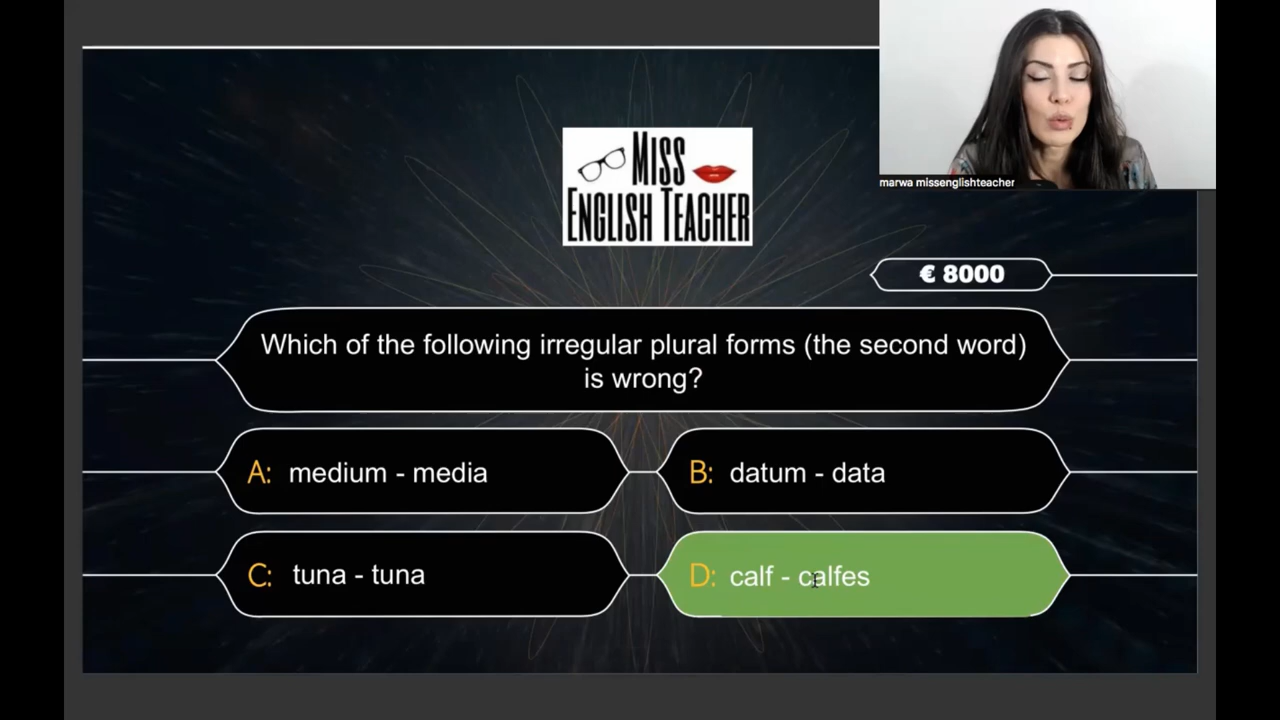 MISS
ENGLISH TEACHER
marwa missenglishteacher
€ 8000
Which of the following irregular plural forms (the second word)
is wrong?
A: medium - media
B: datum - data
C: tuna - tuna
D: calf - calfes